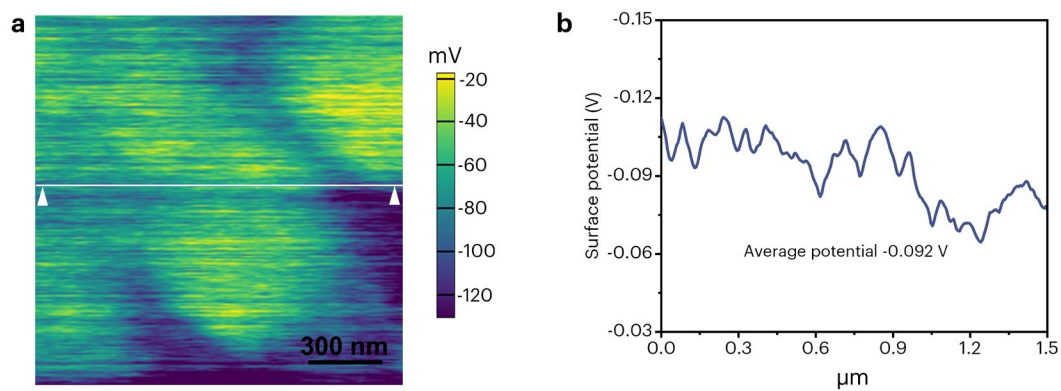 a
mV
-20
-40
-60
-80
-100
-120
300 nm
b
Surface potential (V)
-0.15
-0.12
-0.09
-0.06
-0.03
Average potential -0.092 V
0.0 0.3 0.6 0.9 1.2 1.5
μm